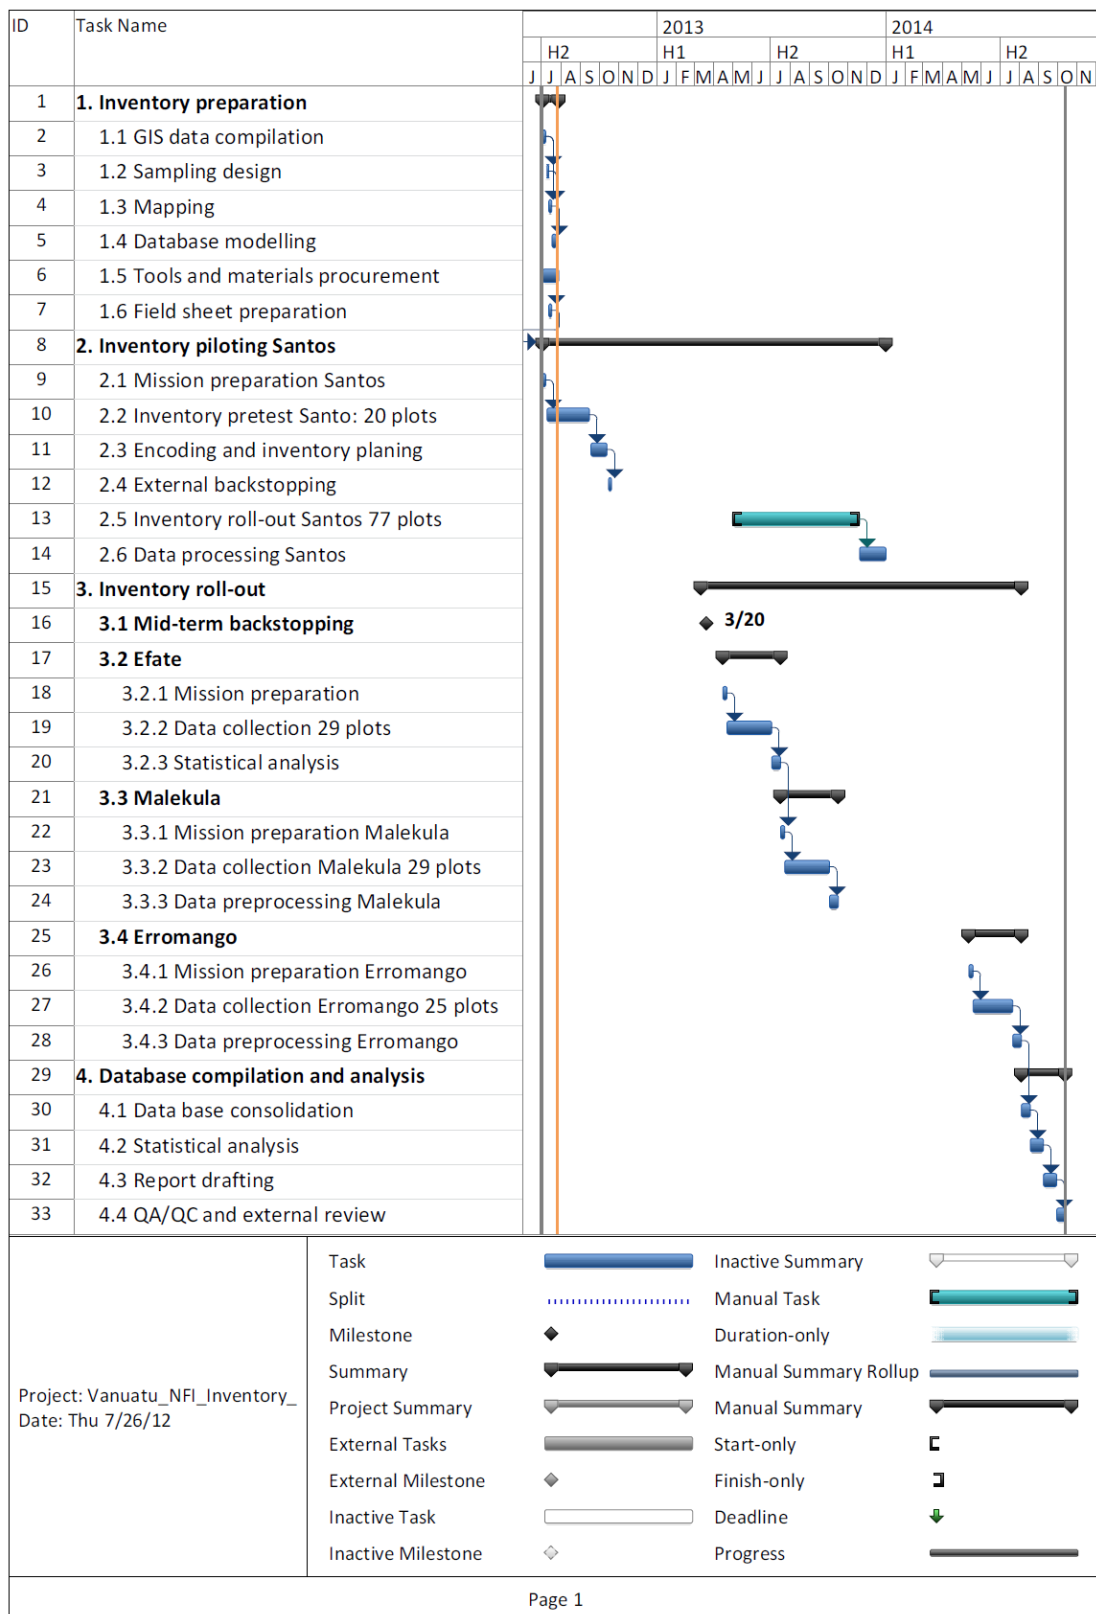 ID Task Name 2013 2014
H2 H1 H2 H1 H2
J J A S O N D J F M A M J J A S O N D J F M A M J J A S O N
1 1. Inventory preparation
2 1.1 GIS data compilation
3 1.2 Sampling design
4 1.3 Mapping
5 1.4 Database modelling
6 1.5 Tools and materials procurement
7 1.6 Field sheet preparation
8 2. Inventory piloting Santos
9 2.1 Mission preparation Santos
10 2.2 Inventory pretest Santo: 20 plots
11 2.3 Encoding and inventory planing
12 2.4 External backstopping
13 2.5 Inventory roll-out Santos 77 plots
14 2.6 Data processing Santos
15 3. Inventory roll-out
16 3.1 Mid-term backstopping 3/20
17 3.2 Efate
18 3.2.1 Mission preparation
19 3.2.2 Data collection 29 plots
20 3.2.3 Statistical analysis
21 3.3 Malekula
22 3.3.1 Mission preparation Malekula
23 3.3.2 Data collection Malekula 29 plots
24 3.3.3 Data preprocessing Malekula
25 3.4 Erromango
26 3.4.1 Mission preparation Erromango
27 3.4.2 Data collection Erromango 25 plots
28 3.4.3 Data preprocessing Erromango
29 4. Database compilation and analysis
30 4.1 Data base consolidation
31 4.2 Statistical analysis
32 4.3 Report drafting
33 4.4 QA/QC and external review
Project: Vanuatu_NFI_Inventory_
Date: Thu 7/26/12
Task Inactive Summary
Split Manual Task
Milestone Duration-only
Summary Manual Summary Rollup
Project Summary Manual Summary
External Tasks Start-only
External Milestone Finish-only
Inactive Task Deadline
Inactive Milestone Progress
Page 1